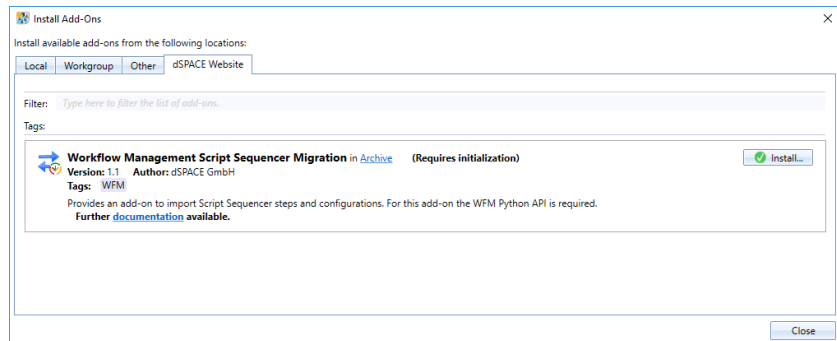 Install Add-Ons
Install available add-ons from the following locations:
Local Workgroup Other dSPACE Website
Filter: Type here to filter the list of add-ons.
Tags:
Workflow Management Script Sequencer Migration in Archive (Requires initialization) Install...
Version: 1.1 Author: dSPACE GmbH
Tags: WFM
Provides an add-on to import Script Sequencer steps and configurations. For this add-on the WFM Python API is required.
Further documentation available.
Close